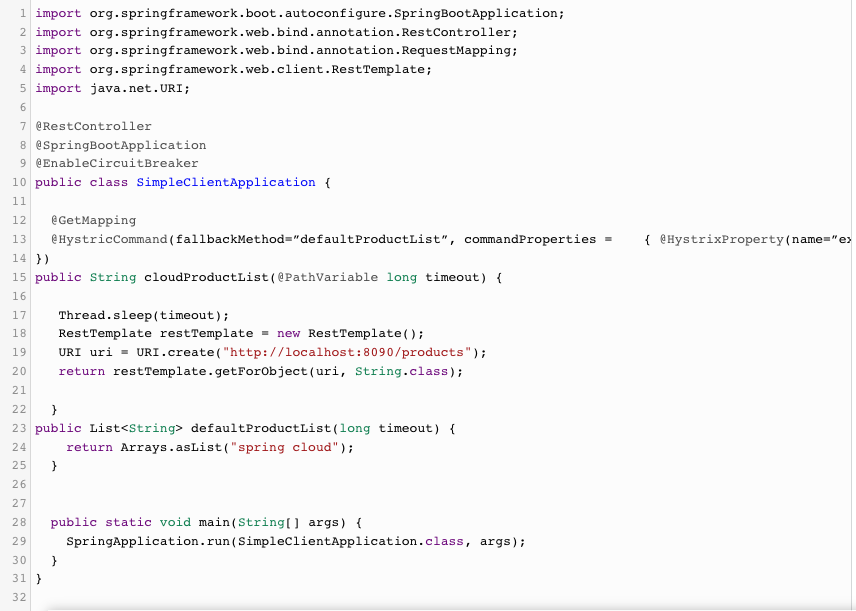 1 import org.springframework.boot.autoconfigure.SpringBootApplication;
2 import org.springframework.web.bind.annotation.RestController;
3 import org.springframework.web.bind.annotation.RequestMapping;
4 import org.springframework.web.client.RestTemplate;
5 import java.net.URI;
6
7 @RestController
8 @SpringBootApplication
9 @EnableCircuitBreaker
10 public class SimpleClientApplication {
11
12 @GetMapping
13 @HystricCommand(fallbackMethod=”defaultProductList”, commandProperties = { @HystrixProperty(name=”ex
14 })
15 public String cloudProductList(@PathVariable long timeout) {
16
17 Thread.sleep(timeout);
18 RestTemplate restTemplate = new RestTemplate();
19 URI uri = URI.create("http://localhost:8090/products");
20 return restTemplate.getForObject(uri, String.class);
21
22 }
23 public List<String> defaultProductList(long timeout) {
24 return Arrays.asList("spring cloud");
25 }
26
27
28 public static void main(String[] args) {
29 SpringApplication.run(SimpleClientApplication.class, args);
30 }
31 }
32